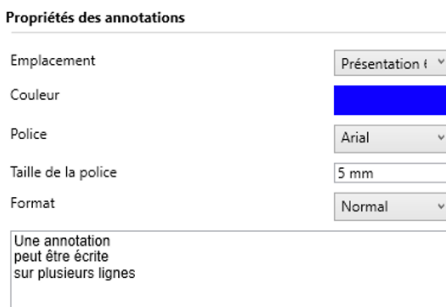 Propriétés des annotations
Emplacement
Présentation
Couleur
Police
Arial
Taille de la police
5 mm
Format
Normal
Une annotation
peut être écrite
sur plusieurs lignes